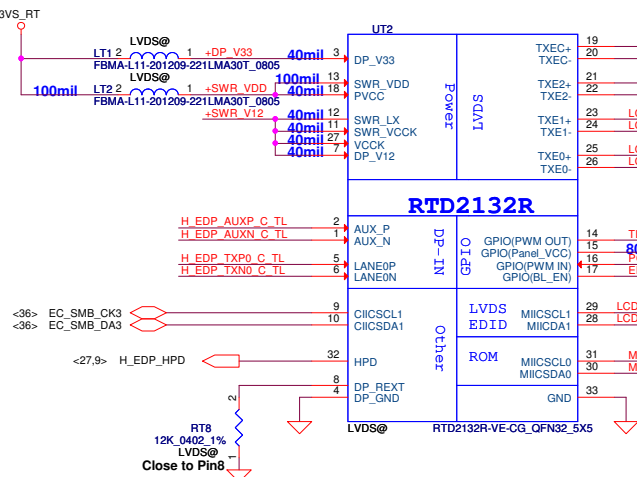 3VS_RT
UT2
LVDS@
LT1 2 1 +DP_V33 40mil 3 DP_V33
FBMA-L11-201209-221LMA30T_0805
LVDS@
100mil LT2 2 1 +SWR_VDD 100mil 13 SWR_VDD
40mil 18 PVCC
FBMA-L11-201209-221LMA30T_0805
+SWR_V12 40mil 12 SWR_LX
40mil 11 SWR_VCCK
40mil 27 VCCK
40mil 7 DP_V12
Power
LVDS
TXEC+ 19
TXEC- 20
TXE2+ 21
TXE2- 22
TXE1+ 23
TXE1- 24
TXE0+ 25
TXE0- 26
RTD2132R
H_EDP_AUXP_C_TL 2 AUX_P
H_EDP_AUXN_C_TL 1 AUX_N
H_EDP_TXP0_C_TL 5 LANE0P
H_EDP_TXN0_C_TL 6 LANE0N
DP-IN
GPIO
GPIO(PWM OUT) 14
GPIO(Panel_VCC) 15
GPIO(PWM IN) 16
GPIO(BL_EN) 17
<36> EC_SMB_CK3 9 CIICSCL1
<36> EC_SMB_DA3 10 CIICSDA1
LVDS
EDID
MIICSCL1 29 LCD
MIICDA1 28 LCD
Other
<27,9> H_EDP_HPD 32 HPD
ROM
MIICSCL0 31
MIICSDA0 30
8 DP_REXT
4 DP_GND
GND 33
2
RT8
12K_0402_1%
LVDS@
1
Close to Pin8
LVDS@
RTD2132R-VE-CG_QFN32_5X5